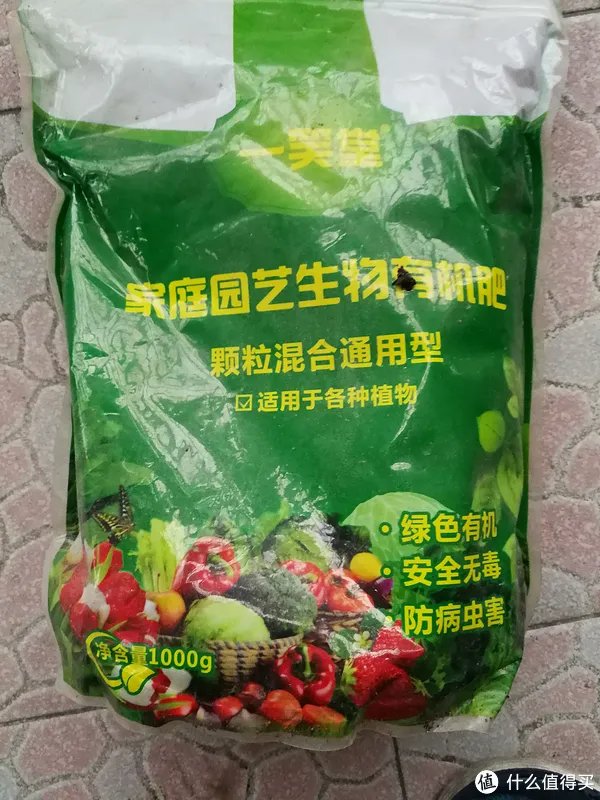 一笑堂®
家庭园艺生物有机肥
颗粒混合通用型
☑适用于各种植物
·绿色有机
·安全无毒
·防病虫害
净含量1000g
值 什么值得买